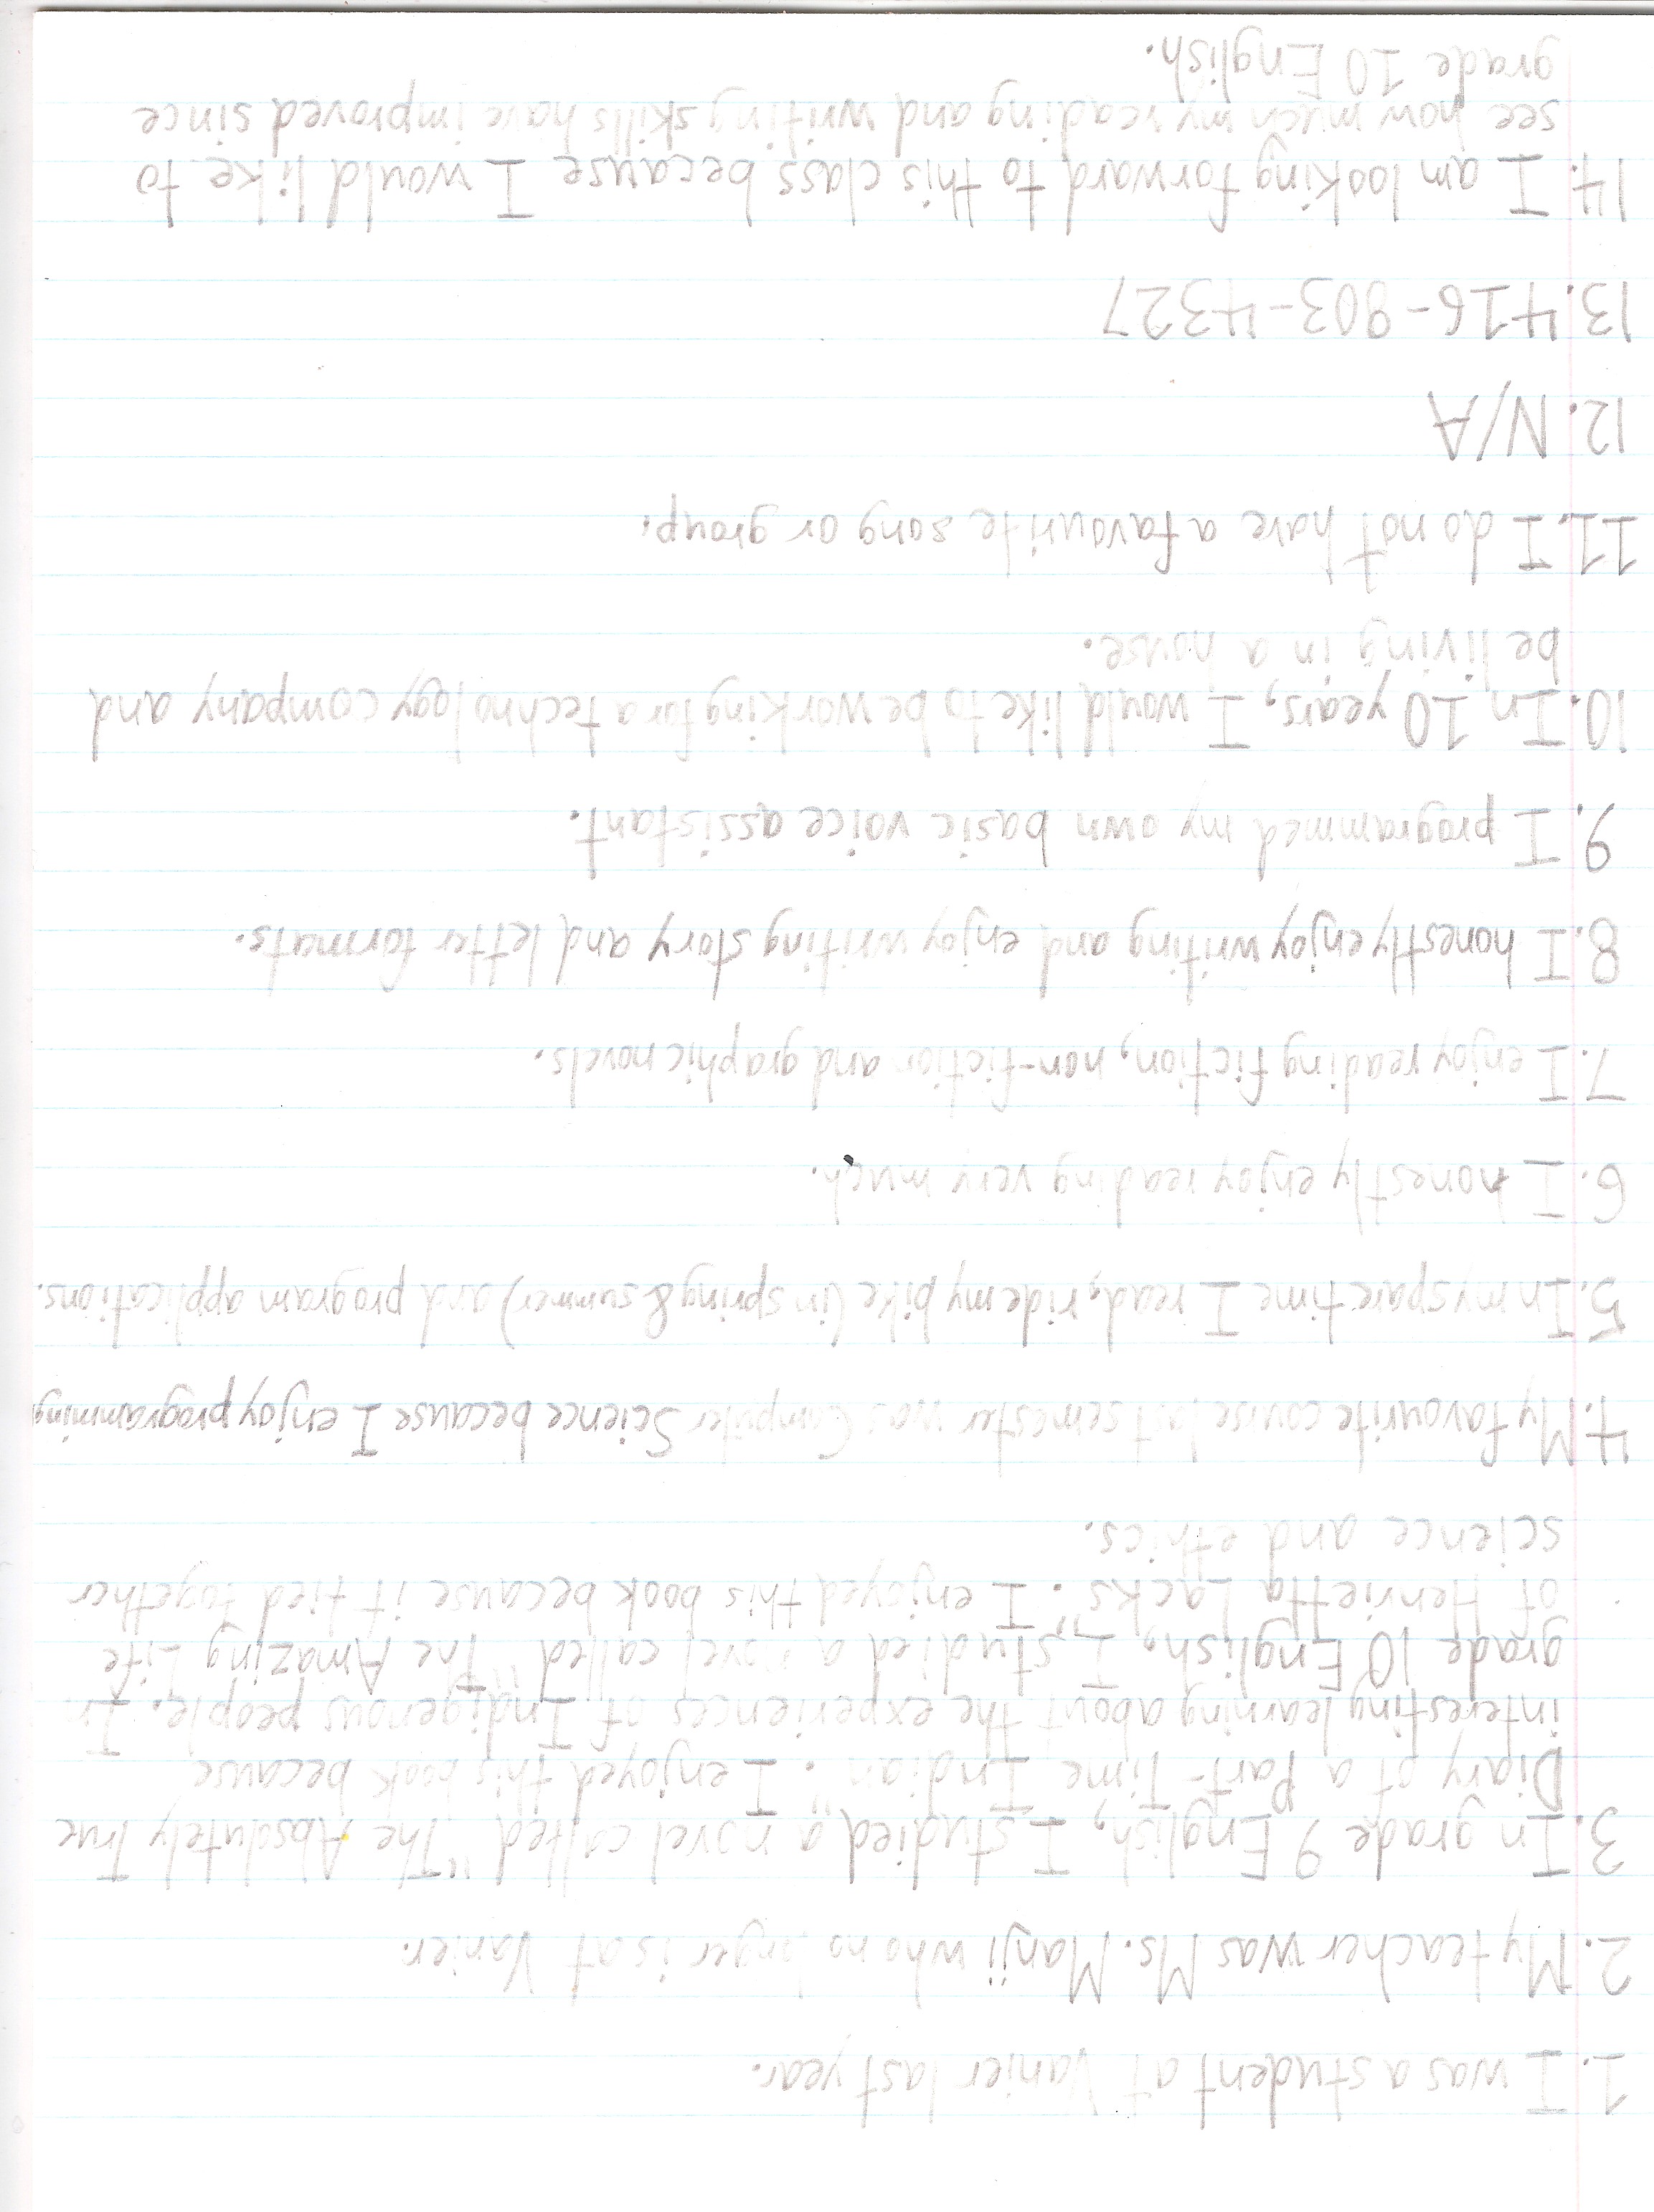 1. I was a student at Vanier last year.
2. My teacher was Ms. Manji who no longer is at Vanier.
3. In grade 9 English, I studied a novel called "The Absolutely True
Diary of a Part-Time Indian". I enjoyed this book because
interesting learning about the experiences of Indigenous people. In
grade 10 English, I studied a novel called "The Amazing Life
of Henrietta Lacks". I enjoyed this book because it tied together
science and ethics.
4. My favourite course last semester was Computer Science because I enjoy programming
5. In my spare time I read, ride my bike (in spring & summer) and program applications.
6. I honestly enjoy reading very much.
7. I enjoy reading fiction, non-fiction and graphic novels.
8. I honestly enjoy writing and enjoy writing story and letter formats.
9. I programmed my own basic voice assistant.
10. In 10 years, I would like to be working for a technology company and
be living in a house.
11. I do not have a favourite song or group.
12. N/A
13. 416-803-4327
14. I am looking forward to this class because I would like to
see how much my reading and writing skills have improved since
grade 10 English.